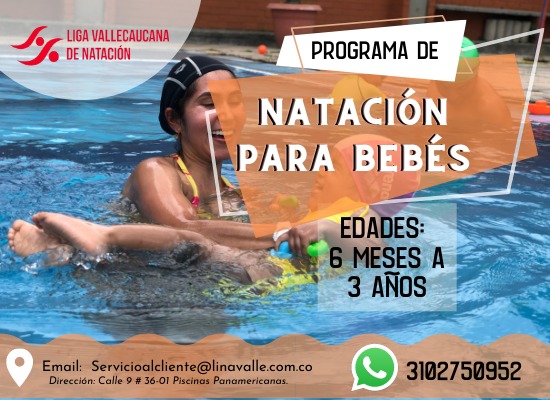 LIGA VALLECAUCANA
DE NATACIÓN
PROGRAMA DE
NATACIÓN
PARA BEBÉS
EDADES:
6 MESES A
3 AÑOS
Email: Servicioalcliente@linavalle.com.co
Dirección: Calle 9 # 36-01 Piscinas Panamericanas.
3102750952